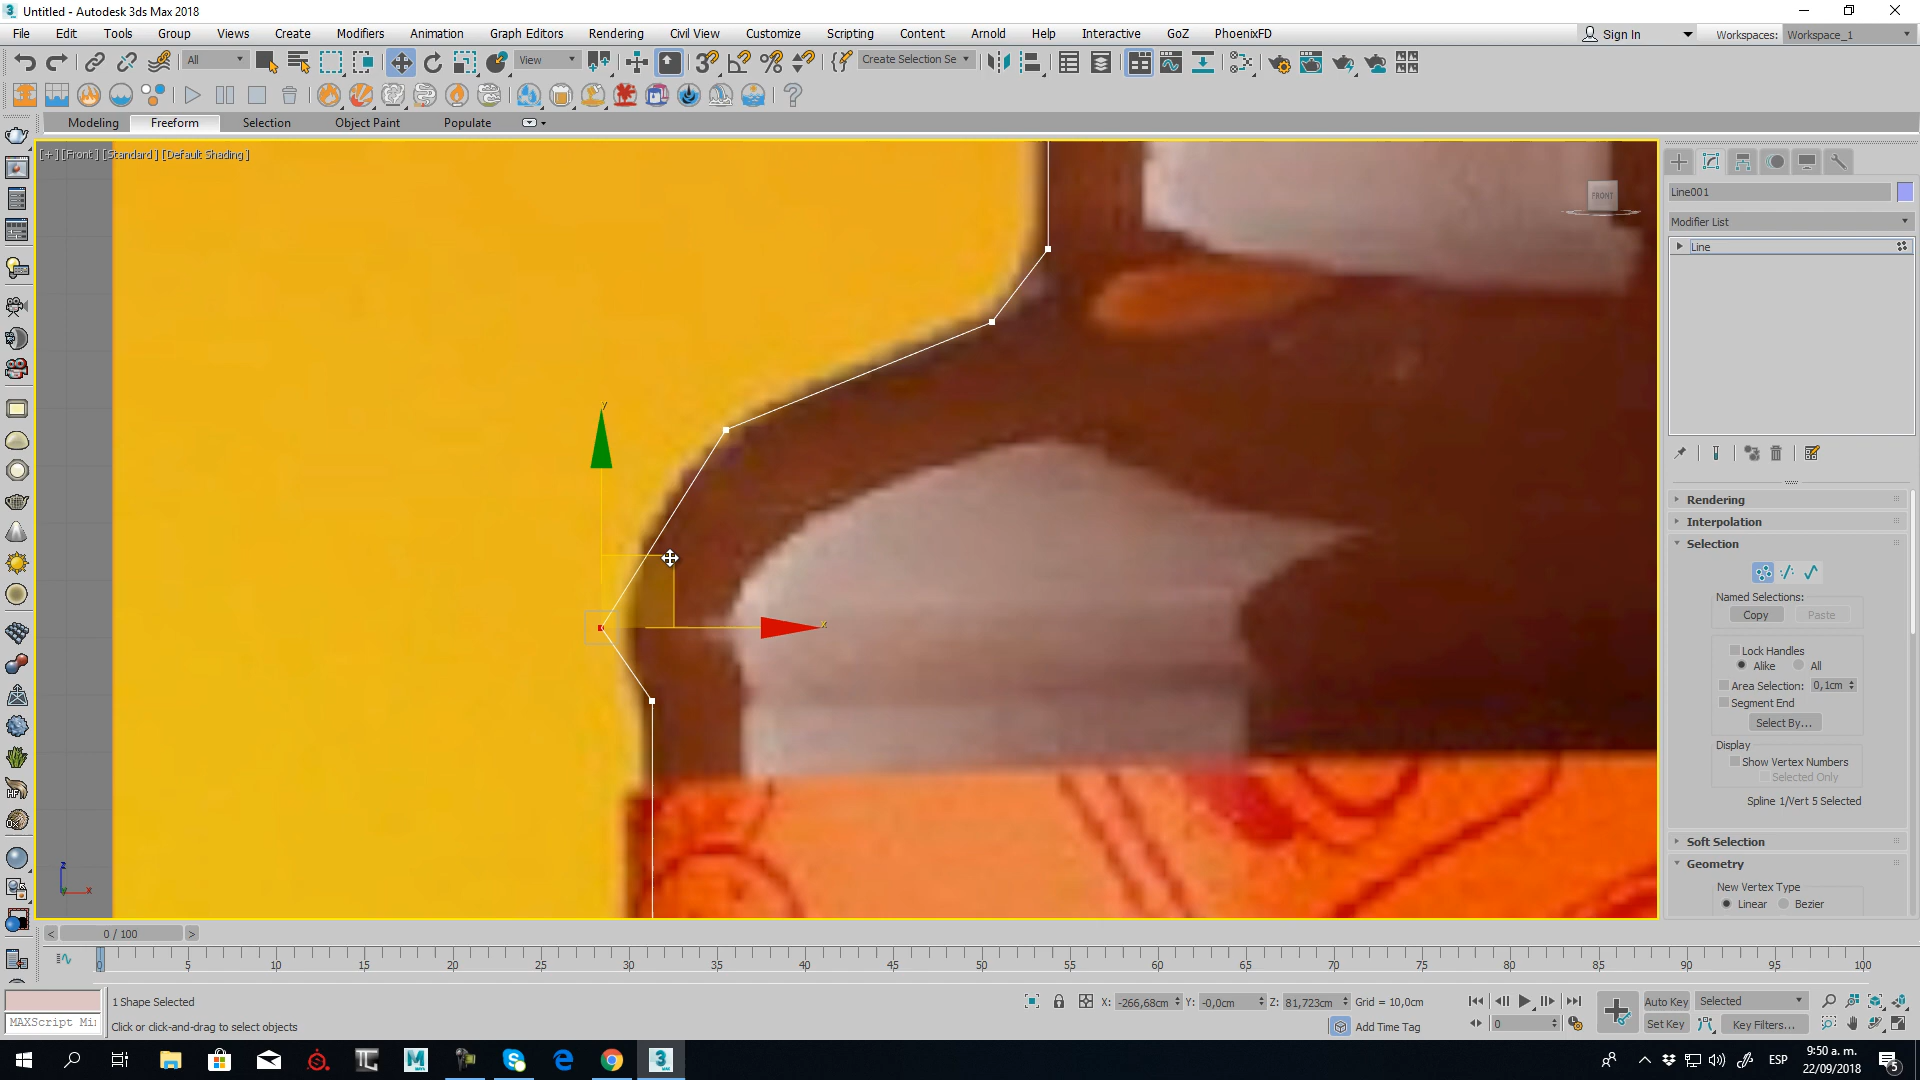 Untitled - Autodesk 3ds Max 2018
File Edit Tools Group Views Create Modifiers Animation Graph Editors Rendering Civil View Customize Scripting Content Arnold Help Interactive GoZ PhoenixFD Sign In Workspaces: Workspace_1
All View Create Selection Se
Modeling Freeform Selection Object Paint Populate
[+] [Front] [Standard] [Default Shading]
FRONT
Line001
Modifier List
Line
y
x
Rendering
Interpolation
Selection
Named Selections:
Copy Paste
Lock Handles
Alike All
Area Selection: 0,1cm
Segment End
Select By...
Display
Show Vertex Numbers
Selected Only
Spline 1/Vert 5 Selected
Soft Selection
Geometry
New Vertex Type
Linear Bezier
z
x
< 0 / 100 >
0 5 10 15 20 25 30 35 40 45 50 55 60 65 70 75 80 85 90 95 100
1 Shape Selected X: -266,68cm Y: -0,0cm Z: 81,723cm Grid = 10,0cm Auto Key Selected
MAXScript Mi Click or click-and-drag to select objects Add Time Tag 0 Set Key Key Filters...
ESP
9:50 a. m.
22/09/2018
5